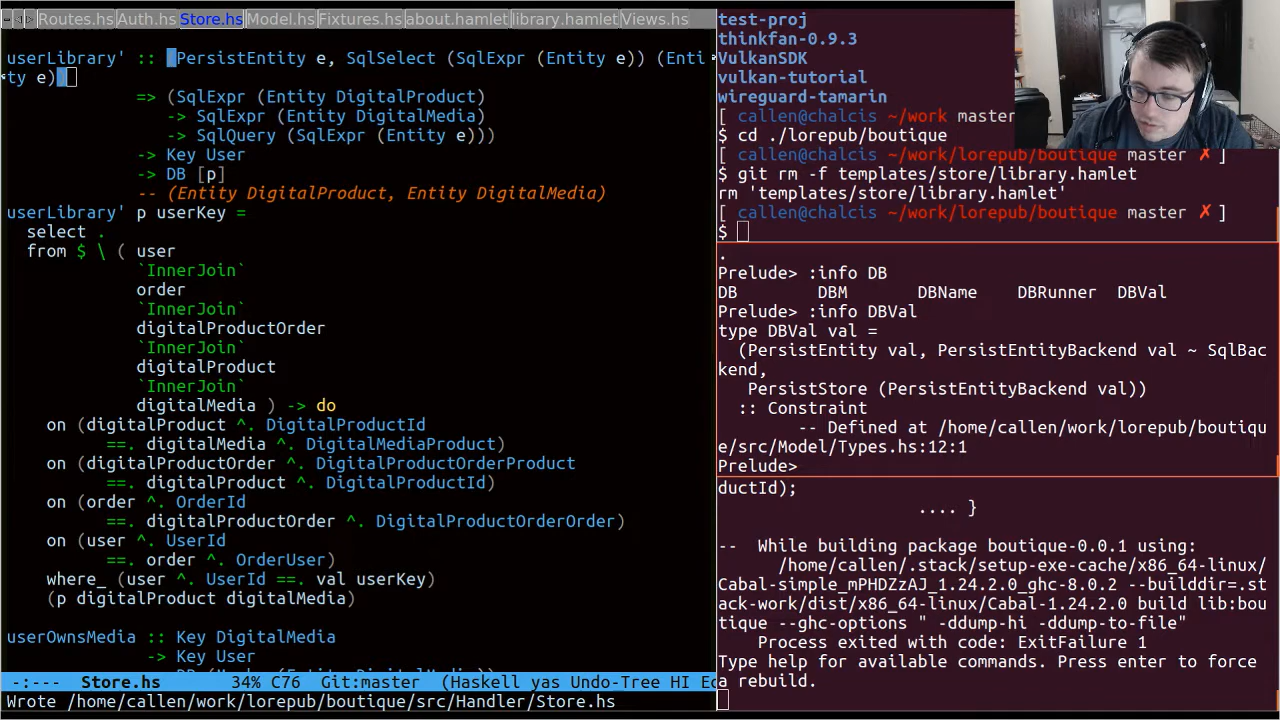 Routes.hs Auth.hs Store.hs Model.hs Fixtures.hs about.hamlet library.hamlet Views.hs
userLibrary' :: (PersistEntity e, SqlSelect (SqlExpr (Entity e)) (Enti
ty e))
=> (SqlExpr (Entity DigitalProduct)
-> SqlExpr (Entity DigitalMedia)
-> SqlQuery (SqlExpr (Entity e)))
-> Key User
-> DB [p]
-- (Entity DigitalProduct, Entity DigitalMedia)
userLibrary' p userKey =
select .
from $ \ ( user
`InnerJoin`
order
`InnerJoin`
digitalProductOrder
`InnerJoin`
digitalProduct
`InnerJoin`
digitalMedia ) -> do
on (digitalProduct ^. DigitalProductId
==. digitalMedia ^. DigitalMediaProduct)
on (digitalProductOrder ^. DigitalProductOrderProduct
==. digitalProduct ^. DigitalProductId)
on (order ^. OrderId
==. digitalProductOrder ^. DigitalProductOrderOrder)
on (user ^. UserId
==. order ^. OrderUser)
where_ (user ^. UserId ==. val userKey)
(p digitalProduct digitalMedia)
userOwnsMedia :: Key DigitalMedia
-> Key User
-:--- Store.hs 34% C76 Git:master (Haskell yas Undo-Tree HI Ec
Wrote /home/callen/work/lorepub/boutique/src/Handler/Store.hs
test-proj
thinkfan-0.9.3
VulkanSDK
vulkan-tutorial
wireguard-tamarin
[ callen@chalcis ~/work master
$ cd ./lorepub/boutique
[ callen@chalcis ~/work/lorepub/boutique master ✗ ]
$ git rm -f templates/store/library.hamlet
rm 'templates/store/library.hamlet'
[ callen@chalcis ~/work/lorepub/boutique master ✗ ]
$
.
Prelude> :info DB
DB DBM DBName DBRunner DBVal
Prelude> :info DBVal
type DBVal val =
(PersistEntity val, PersistEntityBackend val ~ SqlBac
kend,
PersistStore (PersistEntityBackend val))
:: Constraint
-- Defined at /home/callen/work/lorepub/boutiqu
e/src/Model/Types.hs:12:1
Prelude>
ductId);
.... }
-- While building package boutique-0.0.1 using:
/home/callen/.stack/setup-exe-cache/x86_64-linux/
Cabal-simple_mPHDZzAJ_1.24.2.0_ghc-8.0.2 --builddir=.st
ack-work/dist/x86_64-linux/Cabal-1.24.2.0 build lib:bou
tique --ghc-options " -ddump-hi -ddump-to-file"
Process exited with code: ExitFailure 1
Type help for available commands. Press enter to force
a rebuild.